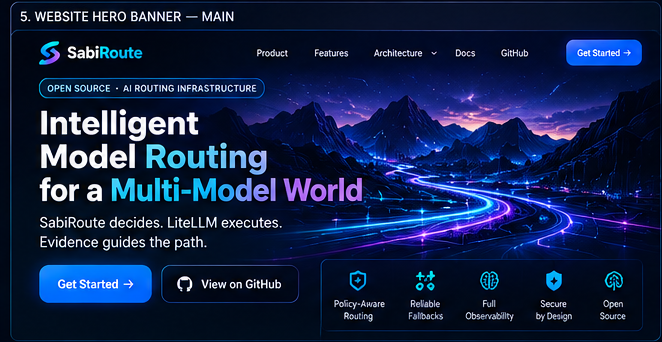 5. WEBSITE HERO BANNER — MAIN
SabiRoute
Product
Features
Architecture
Docs
GitHub
Get Started →
OPEN SOURCE • AI ROUTING INFRASTRUCTURE
Intelligent
Model Routing
for a Multi-Model World
SabiRoute decides. LiteLLM executes.
Evidence guides the path.
Get Started →
View on GitHub
Policy-Aware
Routing
Reliable
Fallbacks
Full
Observability
Secure
by Design
Open
Source